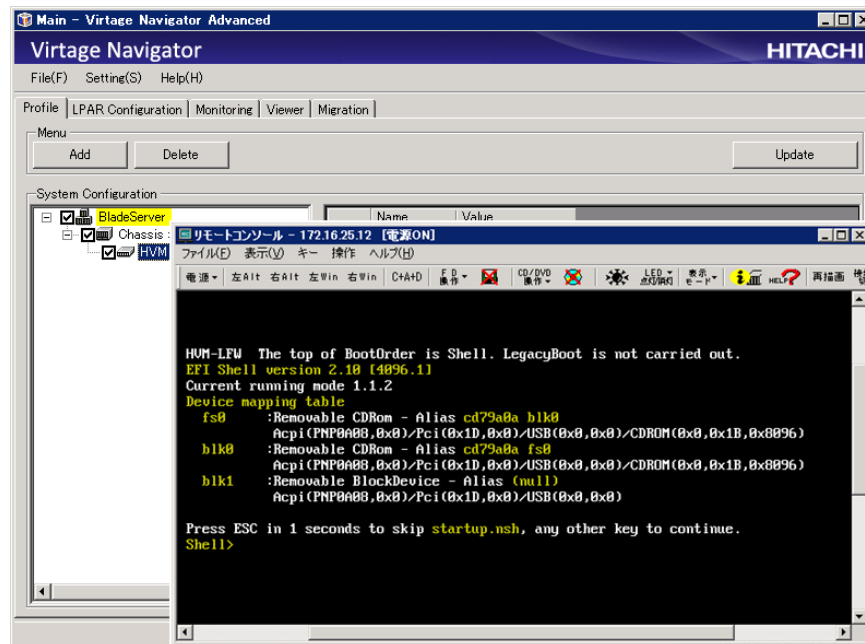 Main - Virtage Navigator Advanced
Virtage Navigator
HITACHI
File(F) Setting(S) Help(H)
Profile LPAR Configuration Monitoring Viewer Migration
Menu
Add Delete Update
System Configuration
BladeServer
Name Value
Chassis :
HVM
リモートコンソール - 172.16.25.12 [電源ON]
ファイル(F) 表示(V) キー 操作 ヘルプ(H)
電源 左Alt 右Alt 左Win 右Win C+A+D FD操作 CD/DVD操作 LED点灯/消灯 表示モード HELP 再描画
HVM-LFW The top of BootOrder is Shell. LegacyBoot is not carried out.
EFI Shell version 2.10 [4096.1]
Current running mode 1.1.2
Device mapping table
fs0 :Removable CDRom - Alias cd79a0a blk0
Acpi(PNP0A08,0x0)/Pci(0x1D,0x0)/USB(0x0,0x0)/CDROM(0x0,0x1B,0x8096)
blk0 :Removable CDRom - Alias cd79a0a fs0
Acpi(PNP0A08,0x0)/Pci(0x1D,0x0)/USB(0x0,0x0)/CDROM(0x0,0x1B,0x8096)
blk1 :Removable BlockDevice - Alias (null)
Acpi(PNP0A08,0x0)/Pci(0x1D,0x0)/USB(0x0,0x0)
Press ESC in 1 seconds to skip startup.nsh, any other key to continue.
Shell>